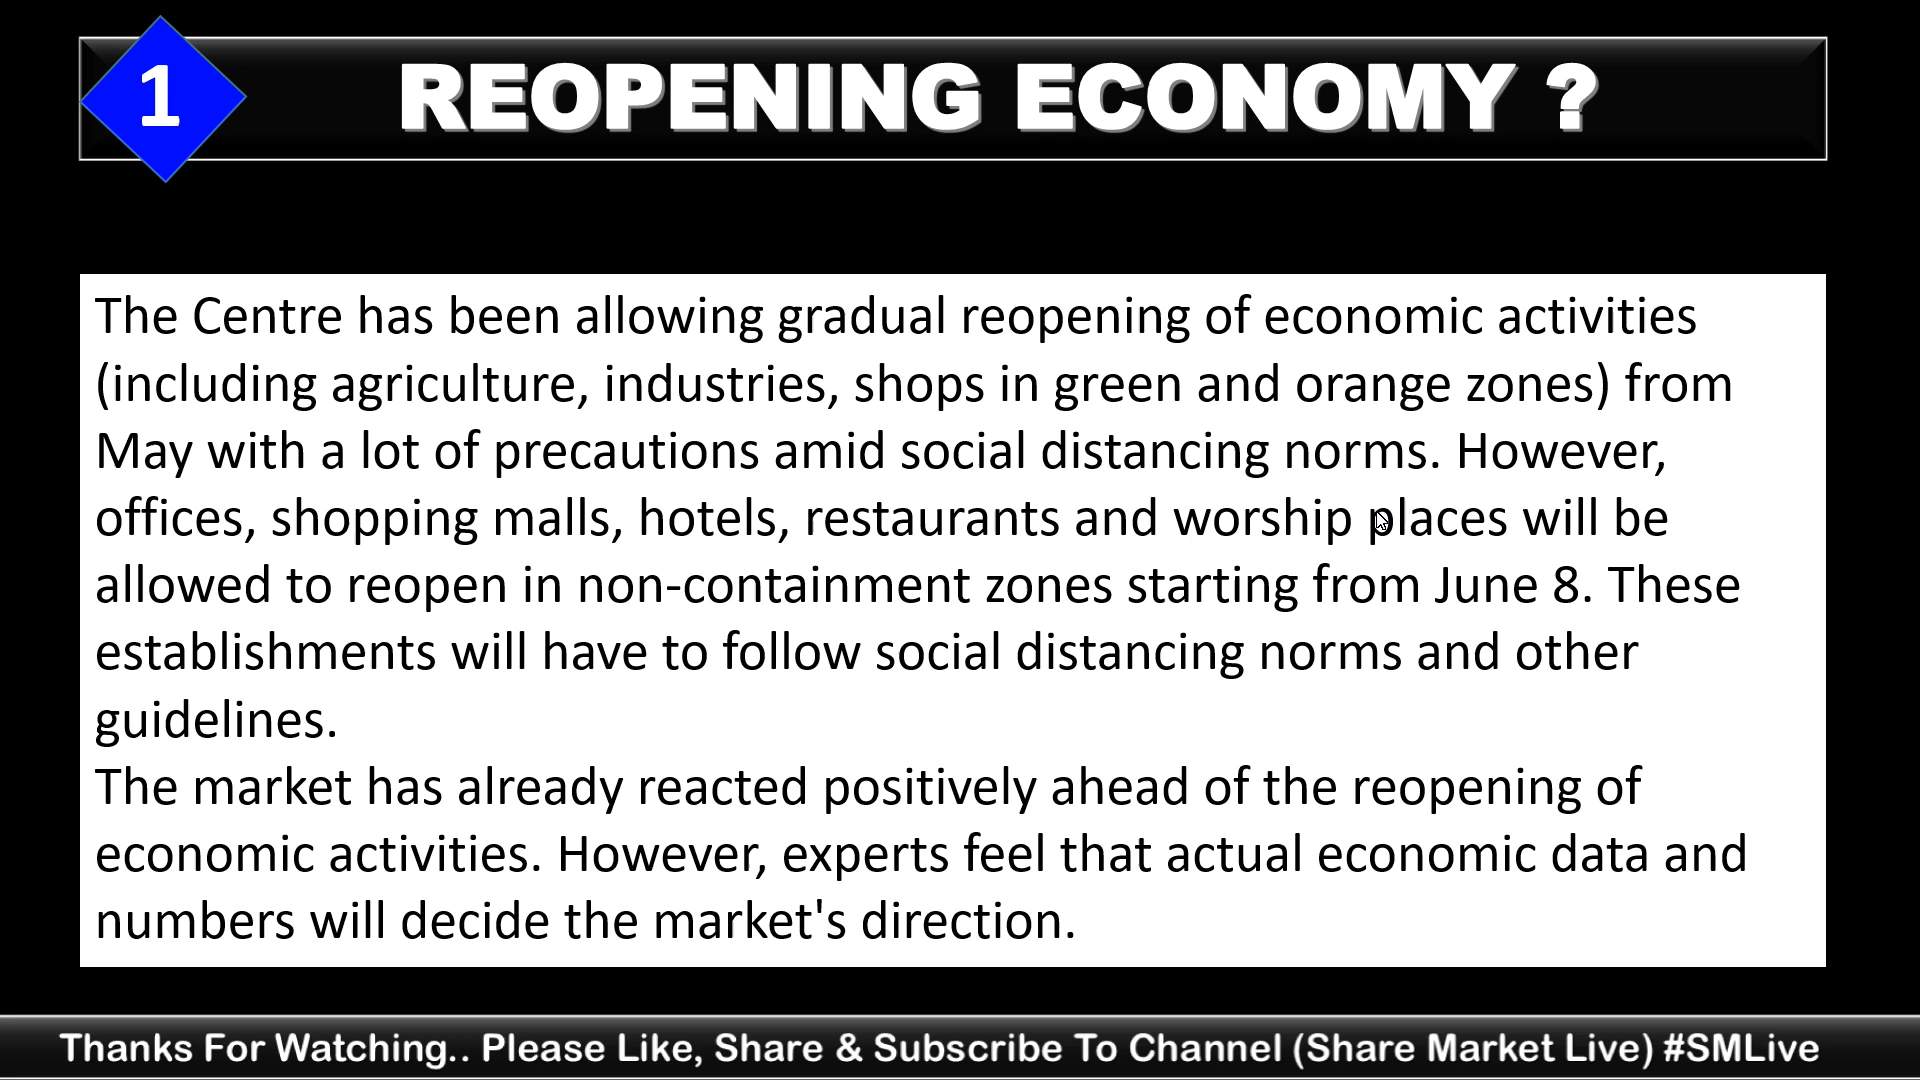 1
REOPENING ECONOMY ?
The Centre has been allowing gradual reopening of economic activities
(including agriculture, industries, shops in green and orange zones) from
May with a lot of precautions amid social distancing norms. However,
offices, shopping malls, hotels, restaurants and worship places will be
allowed to reopen in non-containment zones starting from June 8. These
establishments will have to follow social distancing norms and other
guidelines.
The market has already reacted positively ahead of the reopening of
economic activities. However, experts feel that actual economic data and
numbers will decide the market's direction.
Thanks For Watching.. Please Like, Share & Subscribe To Channel (Share Market Live) #SMLive